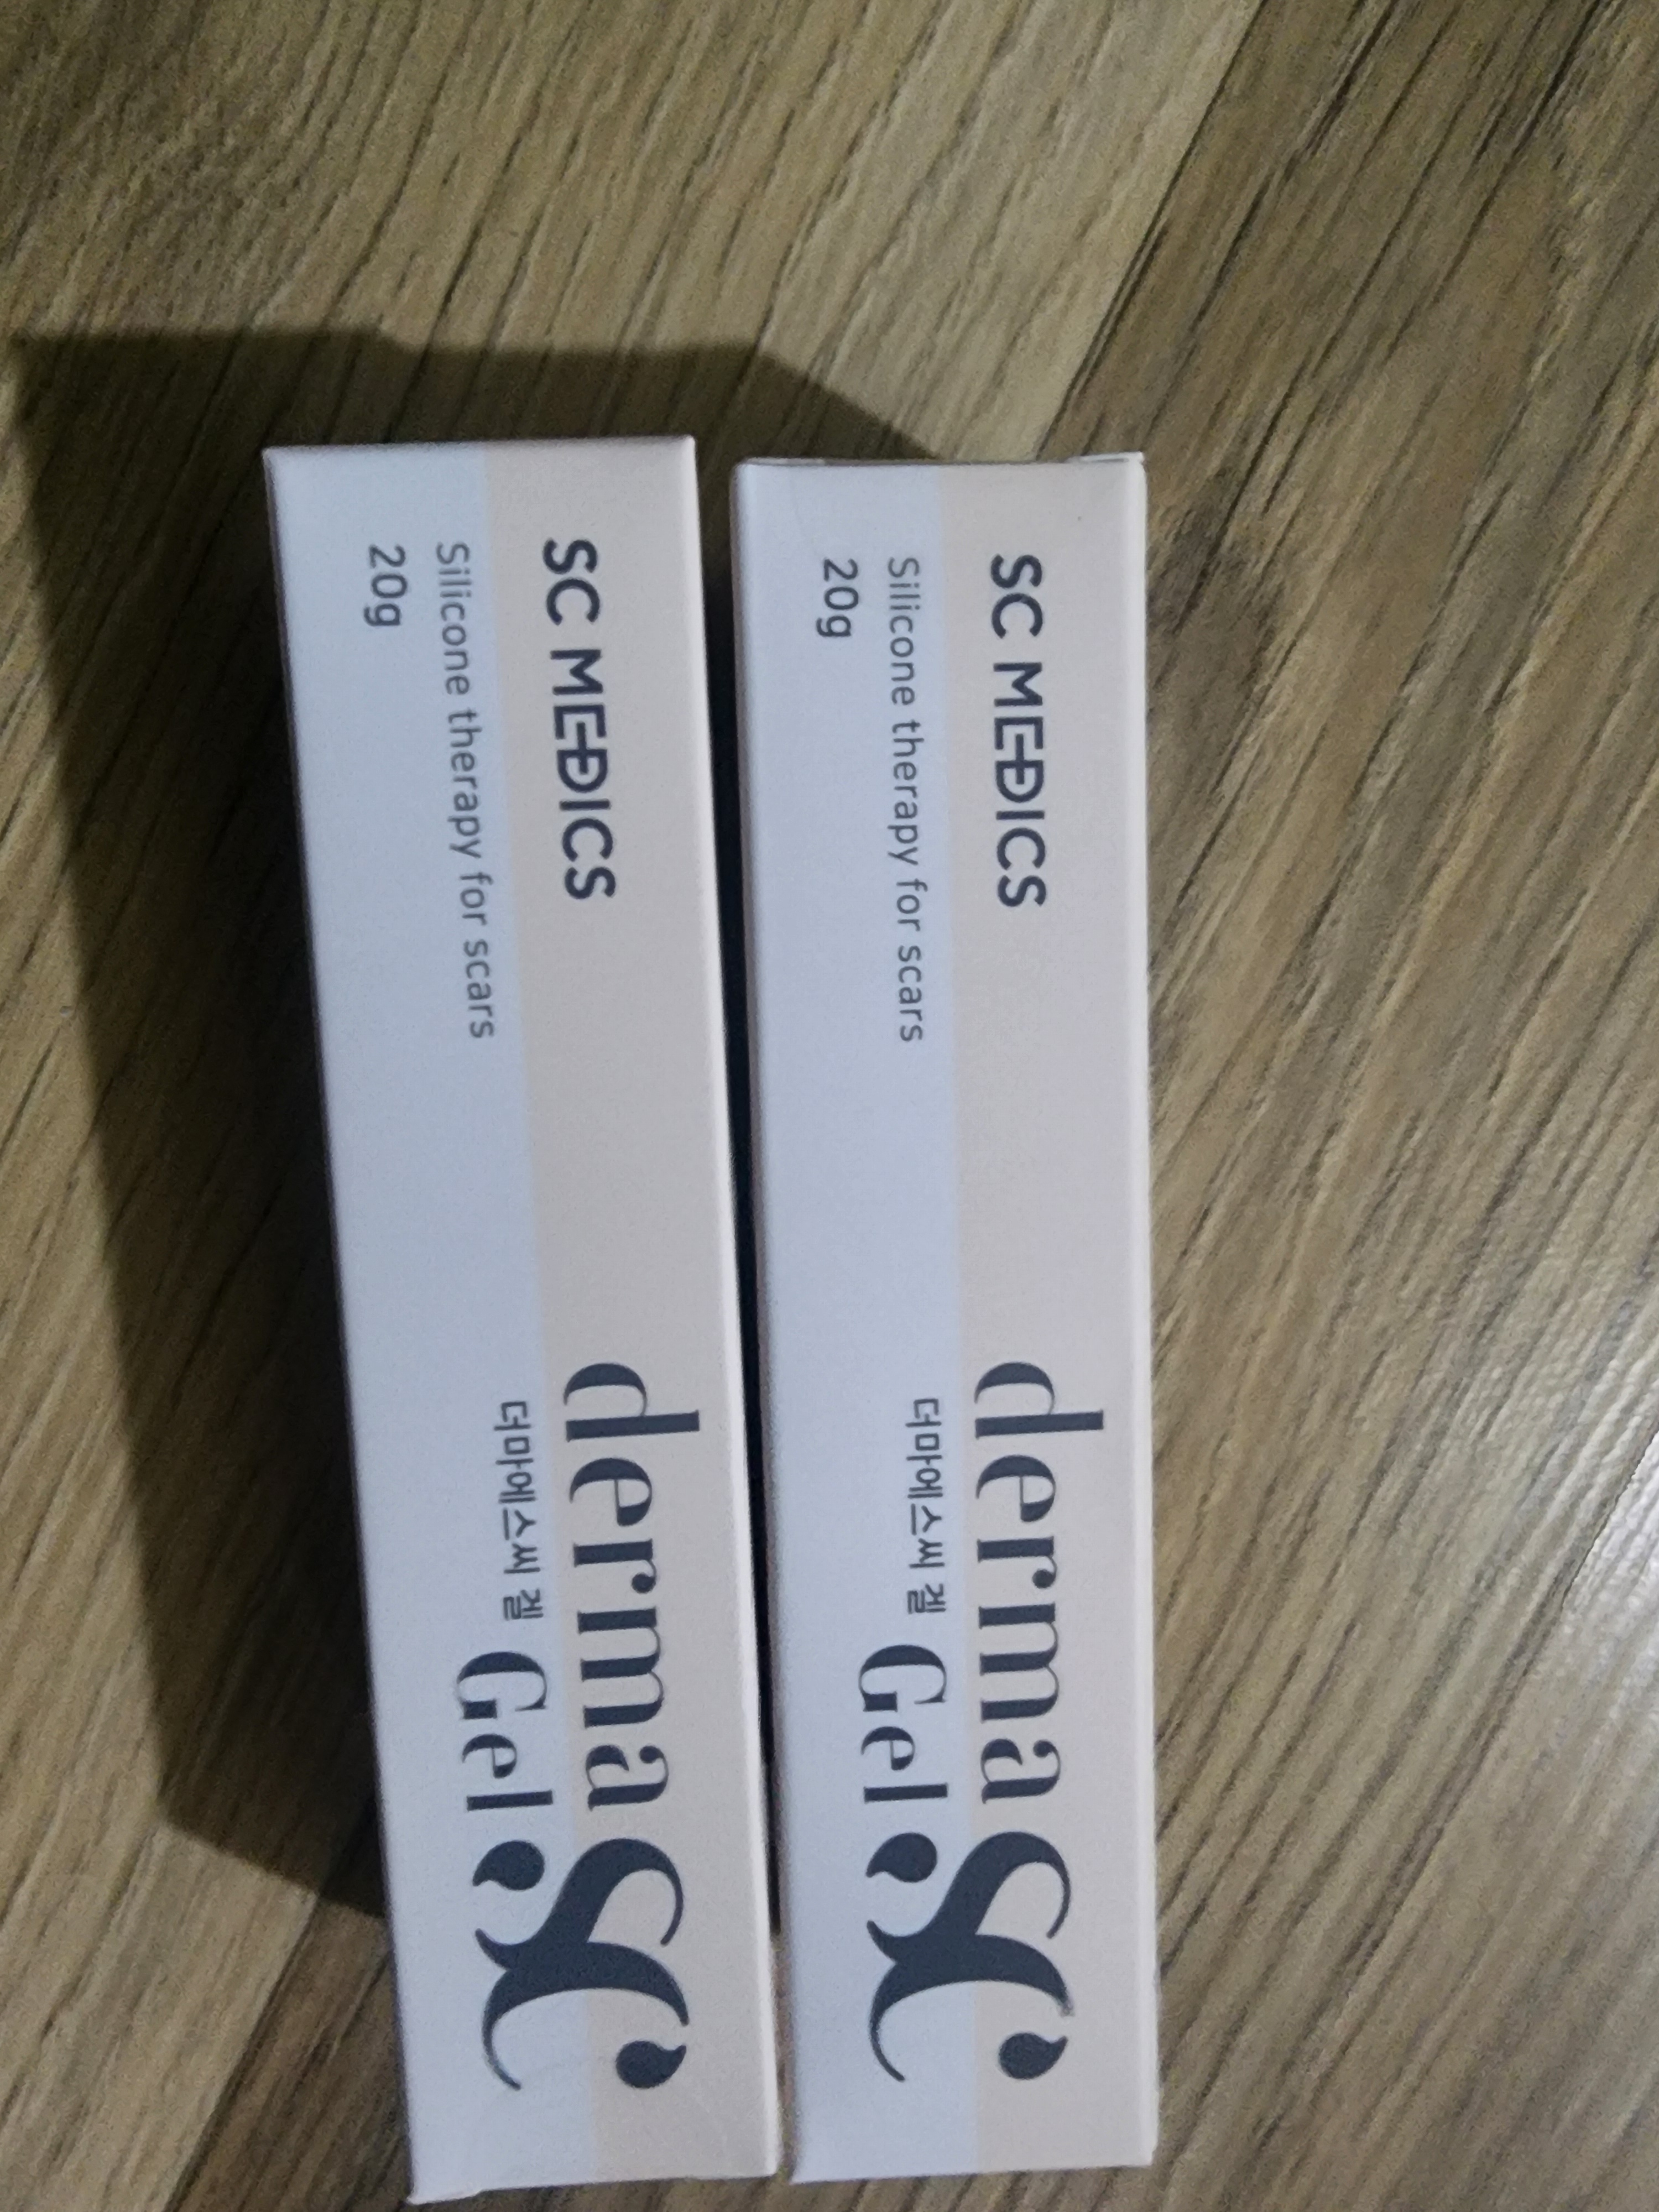 SC MEDICS
Silicone therapy for scars
20g
derma SC
더마에스씨 겔 Gel
SC MEDICS
Silicone therapy for scars
20g
derma SC
더마에스씨 겔 Gel